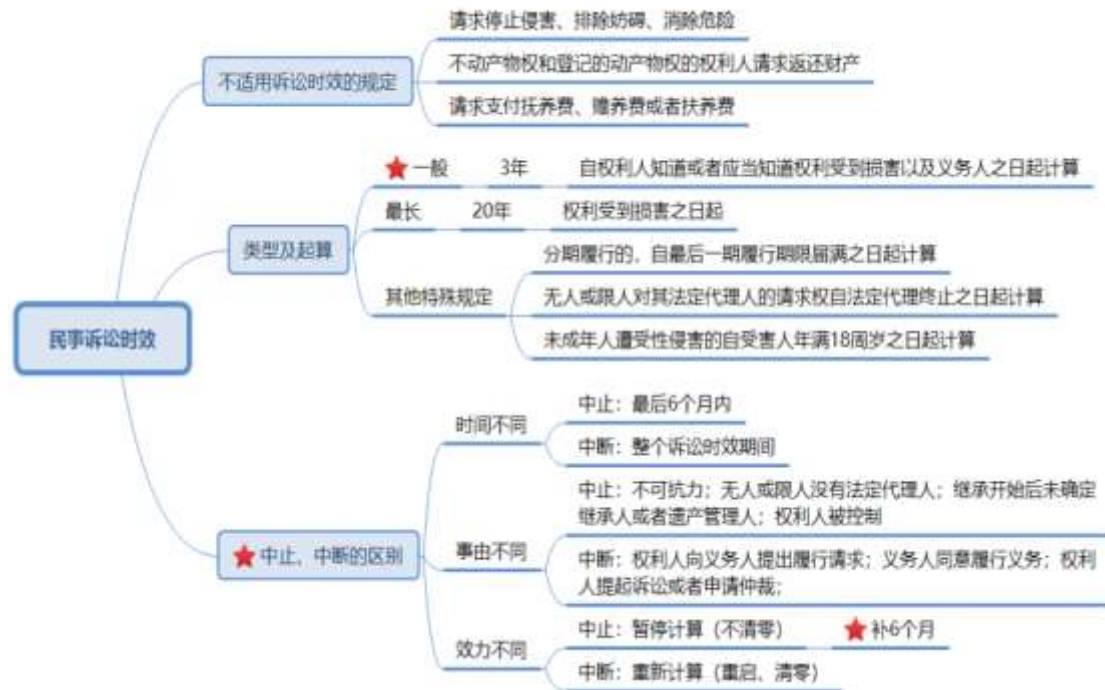 民事诉讼时效
不适用诉讼时效的规定
请求停止侵害、排除妨碍、消除危险
不动产物权和登记的动产物权的权利人请求返还财产
请求支付抚养费、赡养费或者扶养费
类型及起算
一般
3年
自权利人知道或者应当知道权利受到损害以及义务人之日起计算
最长
20年
权利受到损害之日起
其他特殊规定
分期履行的，自最后一期履行期限届满之日起计算
无人或限人对其法定代理人的请求权自法定代理终止之日起计算
未成年人遭受性侵害的自受害人年满18周岁之日起计算
中止、中断的区别
时间不同
中止：最后6个月内
中断：整个诉讼时效期间
事由不同
中止：不可抗力；无人或限人没有法定代理人；继承开始后未确定
继承人或者遗产管理人；权利人被控制
中断：权利人向义务人提出履行请求；义务人同意履行义务；权利
人提起诉讼或者申请仲裁；
效力不同
中止：暂停计算（不清零）
补6个月
中断：重新计算（重启、清零）